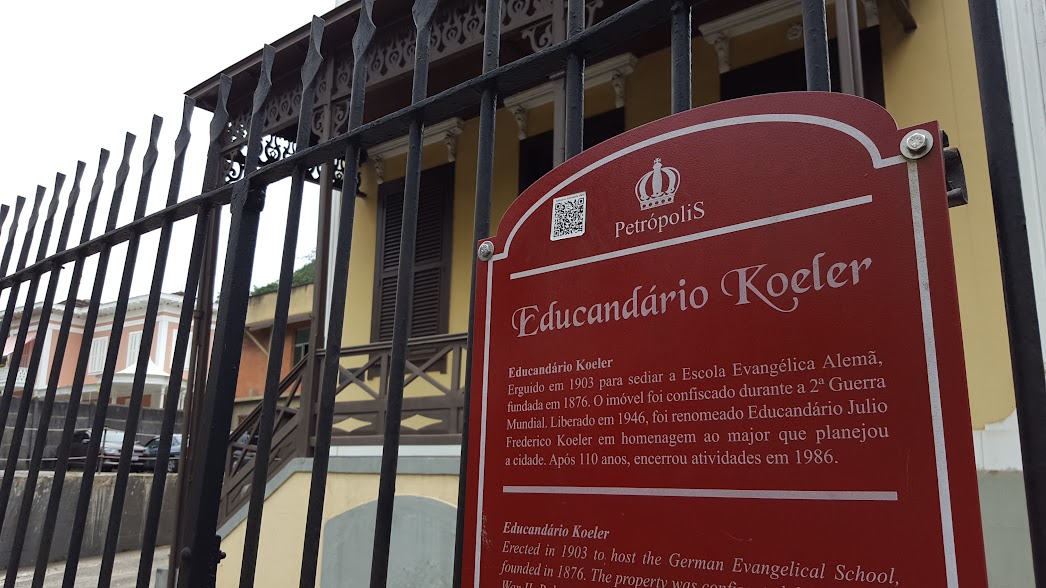 PetrópoliS
Educandário Koeler
Educandário Koeler
Erguido em 1903 para sediar a Escola Evangélica Alemã,
fundada em 1876. O imóvel foi confiscado durante a 2ª Guerra
Mundial. Liberado em 1946, foi renomeado Educandário Julio
Frederico Koeler em homenagem ao major que planejou
a cidade. Após 110 anos, encerrou atividades em 1986.
Educandário Koeler
Erected in 1903 to host the German Evangelical School,
founded in 1876. The property was
War II.